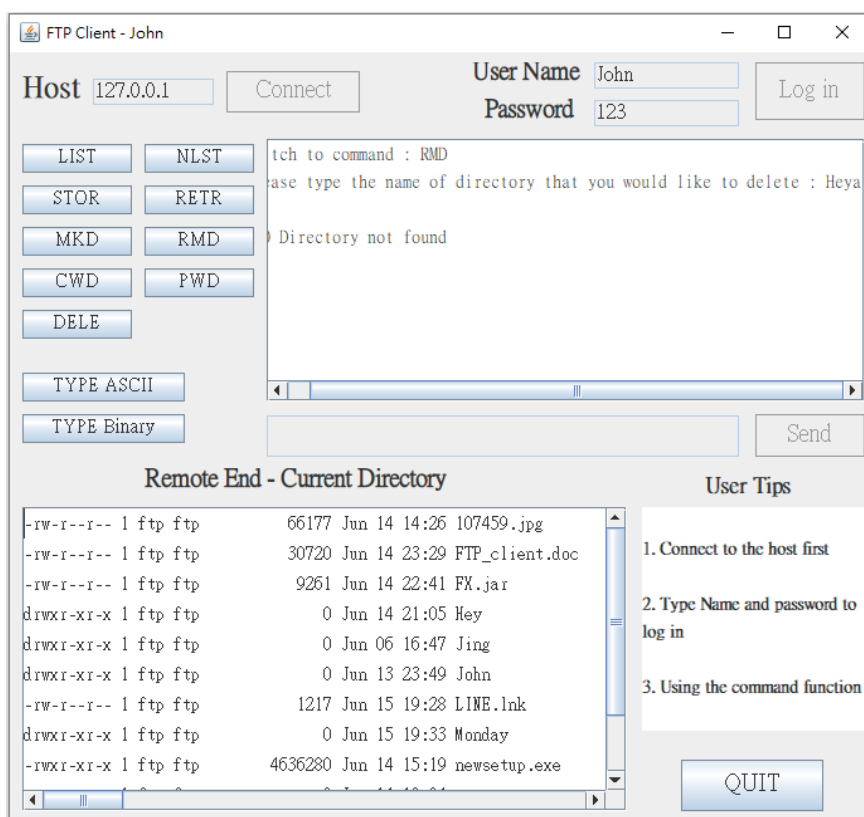 FTP Client - John
Host 127.0.0.1 Connect
User Name John
Password 123
Log in
LIST NLST
STOR RETR
MKD RMD
CWD PWD
DELE
TYPE ASCII
TYPE Binary
tch to command : RMD
ase type the name of directory that you would like to delete : Heya
Directory not found
Send
Remote End - Current Directory
-rw-r--r-- 1 ftp ftp 66177 Jun 14 14:26 107459.jpg
-rw-r--r-- 1 ftp ftp 30720 Jun 14 23:29 FTP_client.doc
-rw-r--r-- 1 ftp ftp 9261 Jun 14 22:41 FX.jar
drwxr-xr-x 1 ftp ftp 0 Jun 14 21:05 Hey
drwxr-xr-x 1 ftp ftp 0 Jun 06 16:47 Jing
drwxr-xr-x 1 ftp ftp 0 Jun 13 23:49 John
-rw-r--r-- 1 ftp ftp 1217 Jun 15 19:28 LINE.lnk
drwxr-xr-x 1 ftp ftp 0 Jun 15 19:33 Monday
-rwxr-xr-x 1 ftp ftp 4636280 Jun 14 15:19 newsetup.exe
User Tips
1. Connect to the host first
2. Type Name and password to
log in
3. Using the command function
QUIT